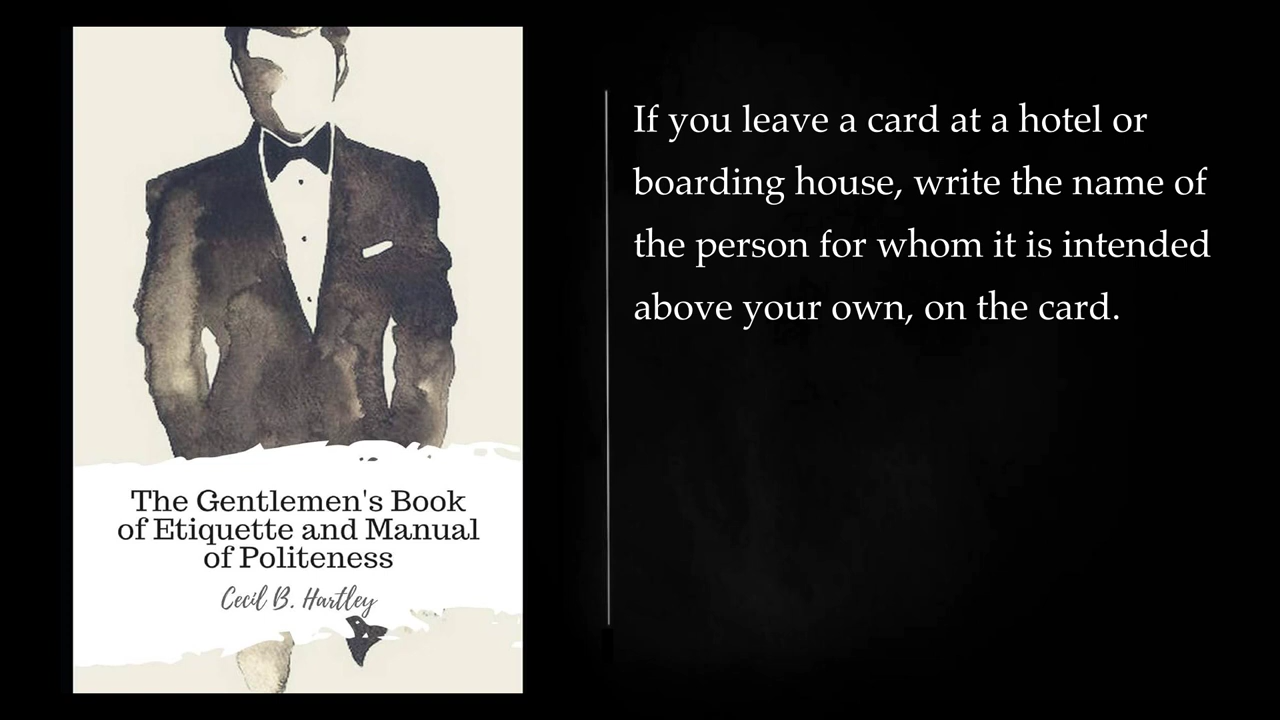 The Gentlemen's Book
of Etiquette and Manual
of Politeness
Cecil B. Hartley
If you leave a card at a hotel or
boarding house, write the name of
the person for whom it is intended
above your own, on the card.